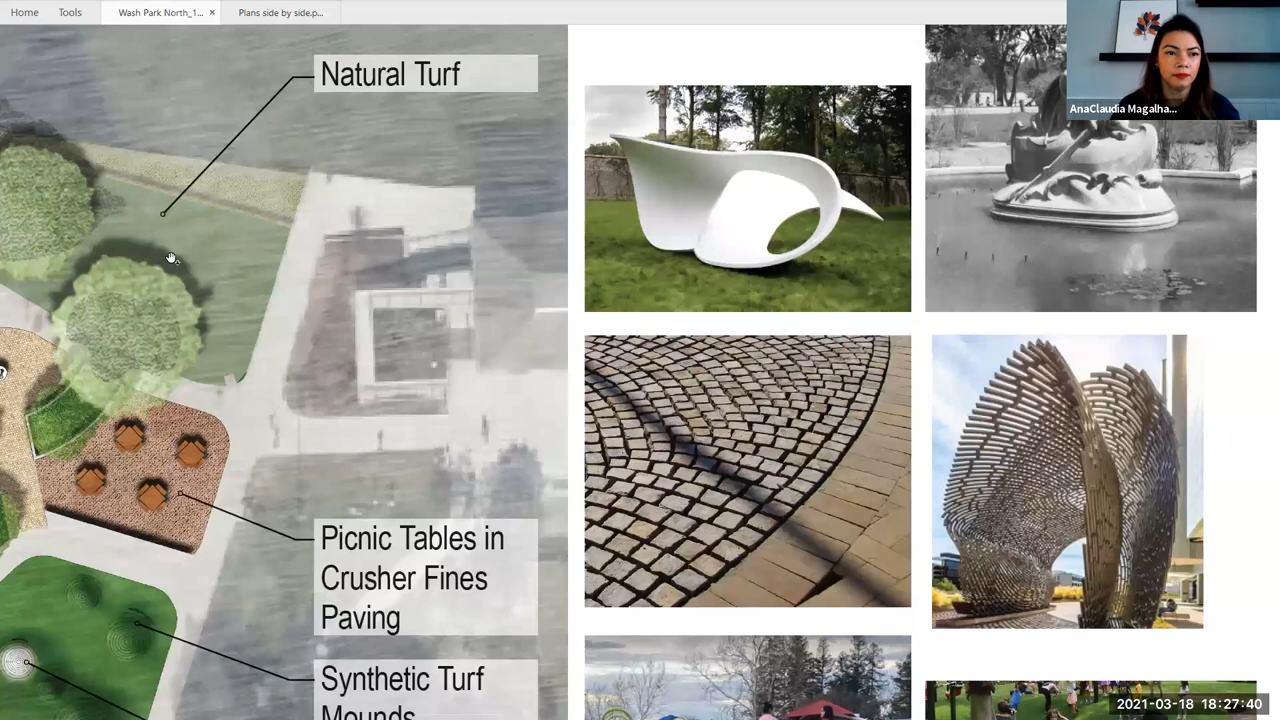 Home
Tools
Wash Park North_1...
Plans side by side.p...
AnaClaudia Magalha...
Natural Turf
Picnic Tables in
Crusher Fines
Paving
Synthetic Turf
Mounds
2021-03-18 18:27:40